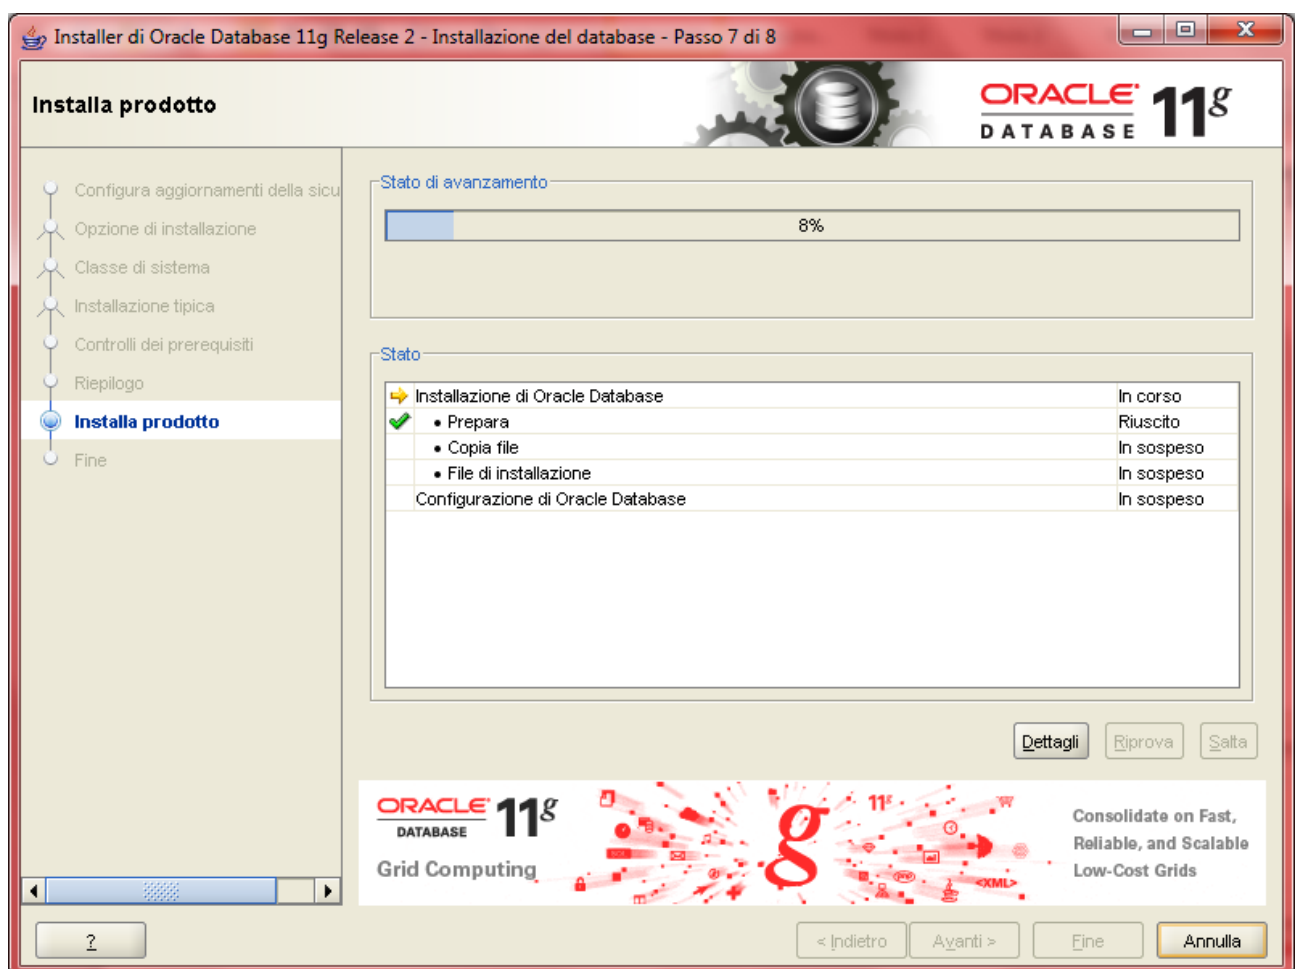 Installer di Oracle Database 11g Release 2 - Installazione del database - Passo 7 di 8
Installa prodotto
ORACLE 11g
DATABASE
Configura aggiornamenti della sicu
Opzione di installazione
Classe di sistema
Installazione tipica
Controlli dei prerequisiti
Riepilogo
Installa prodotto
Fine
Stato di avanzamento
8%
Stato
Installazione di Oracle Database In corso
• Prepara Riuscito
• Copia file In sospeso
• File di installazione In sospeso
Configurazione di Oracle Database In sospeso
Dettagli Riprova Salta
ORACLE 11g
DATABASE
Grid Computing
g
11g
php
<XML>
Consolidate on Fast,
Reliable, and Scalable
Low-Cost Grids
? < Indietro Avanti > Fine Annulla